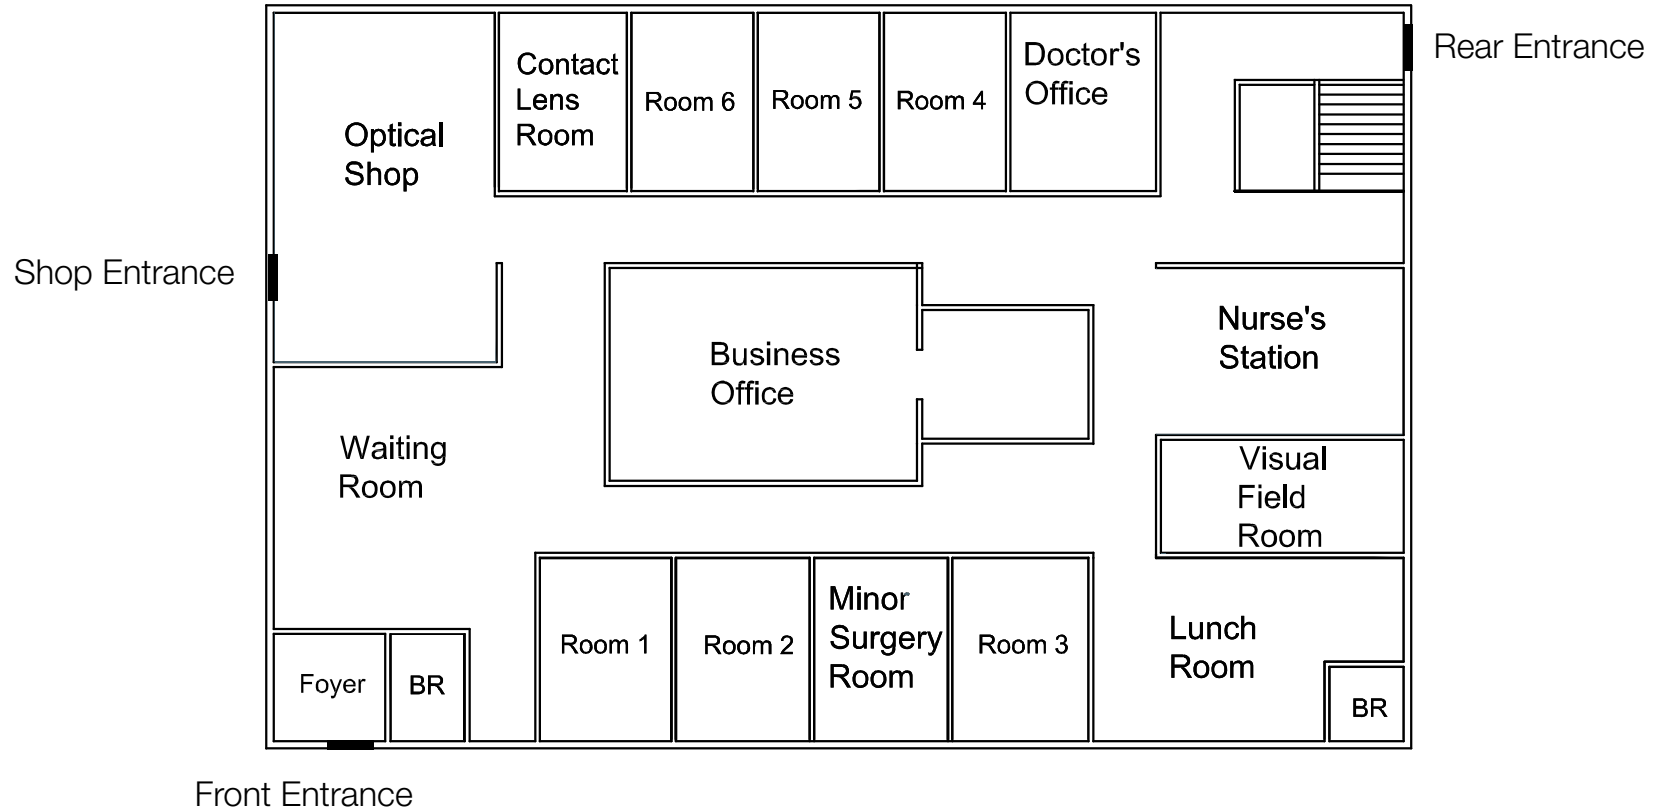 Rear Entrance
Doctor's
Office
Contact
Lens
Room
Room 6
Room 5
Room 4
Optical
Shop
Shop Entrance
Nurse's
Station
Business
Office
Waiting
Room
Visual
Field
Room
Minor
Surgery
Room
Room 1
Room 2
Room 3
Lunch
Room
Foyer
BR
BR
Front Entrance